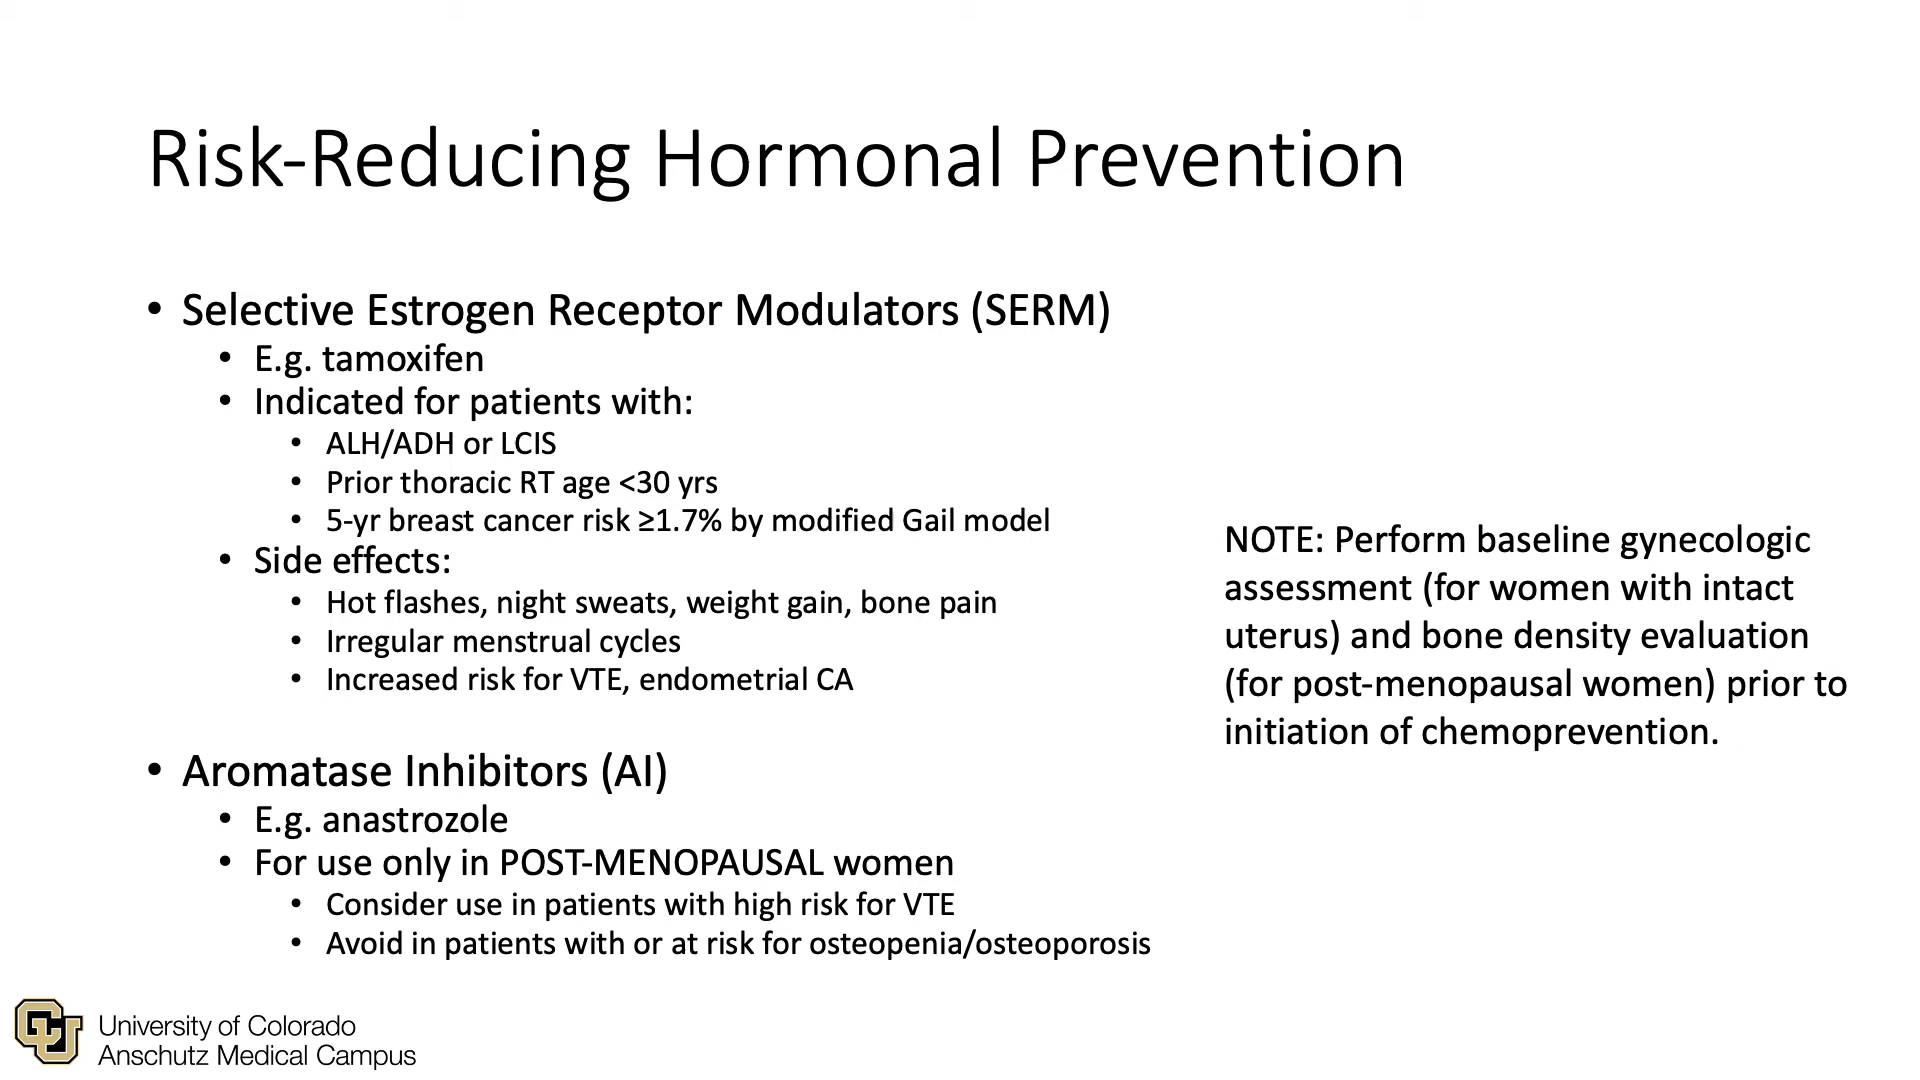 Risk-Reducing Hormonal Prevention
• Selective Estrogen Receptor Modulators (SERM)
• E.g. tamoxifen
• Indicated for patients with:
• ALH/ADH or LCIS
• Prior thoracic RT age <30 yrs
• 5-yr breast cancer risk ≥1.7% by modified Gail model
• Side effects:
• Hot flashes, night sweats, weight gain, bone pain
• Irregular menstrual cycles
• Increased risk for VTE, endometrial CA
• Aromatase Inhibitors (AI)
• E.g. anastrozole
• For use only in POST-MENOPAUSAL women
• Consider use in patients with high risk for VTE
• Avoid in patients with or at risk for osteopenia/osteoporosis
NOTE: Perform baseline gynecologic
assessment (for women with intact
uterus) and bone density evaluation
(for post-menopausal women) prior to
initiation of chemoprevention.
CU
University of Colorado
Anschutz Medical Campus